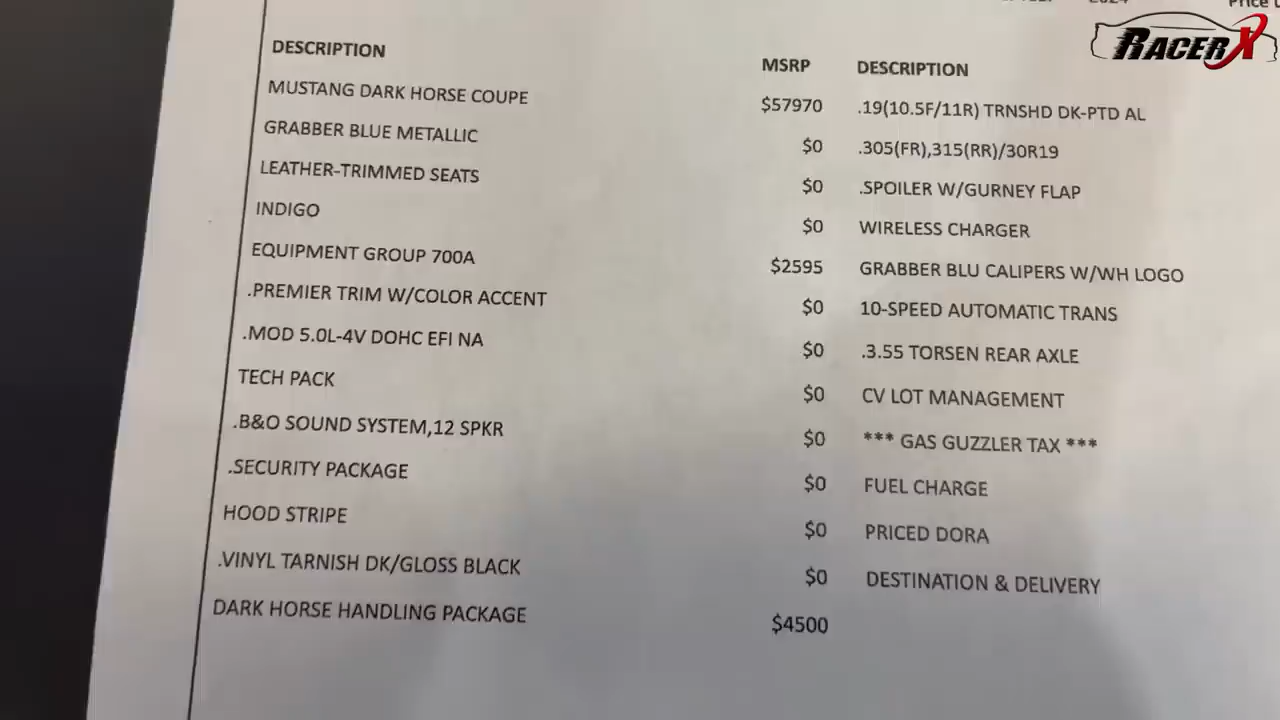 2024
Price
RACERX
DESCRIPTION
MSRP
DESCRIPTION
MUSTANG DARK HORSE COUPE
$57970
.19(10.5F/11R) TRNSHD DK-PTD AL
GRABBER BLUE METALLIC
$0
.305(FR),315(RR)/30R19
LEATHER-TRIMMED SEATS
$0
.SPOILER W/GURNEY FLAP
INDIGO
$0
WIRELESS CHARGER
EQUIPMENT GROUP 700A
$2595
GRABBER BLU CALIPERS W/WH LOGO
.PREMIER TRIM W/COLOR ACCENT
$0
10-SPEED AUTOMATIC TRANS
.MOD 5.0L-4V DOHC EFI NA
$0
.3.55 TORSEN REAR AXLE
TECH PACK
$0
CV LOT MANAGEMENT
.B&O SOUND SYSTEM,12 SPKR
$0
*** GAS GUZZLER TAX ***
.SECURITY PACKAGE
$0
FUEL CHARGE
HOOD STRIPE
$0
PRICED DORA
.VINYL TARNISH DK/GLOSS BLACK
$0
DESTINATION & DELIVERY
DARK HORSE HANDLING PACKAGE
$4500